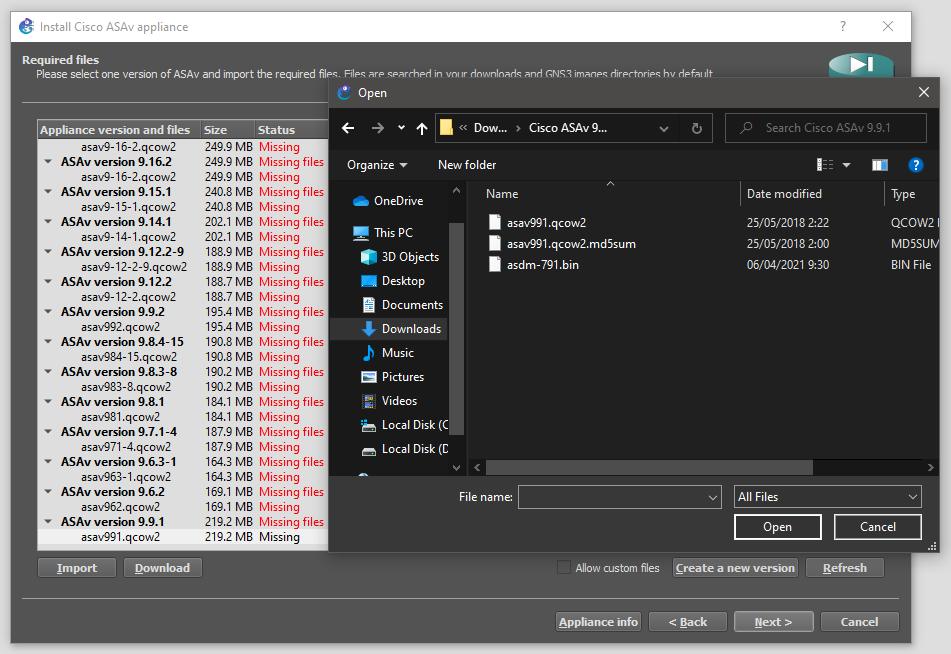 Install Cisco ASAv appliance
?
Required files
Please select one version of ASAv and import the required files. Files are searched in your downloads and GNS3 images directories by default
Appliance version and files Size Status
asav9-16-2.qcow2 249.9 MB Missing
ASAv version 9.16.2 249.9 MB Missing files
asav9-16-2.qcow2 249.9 MB Missing
ASAv version 9.15.1 240.8 MB Missing files
asav9-15-1.qcow2 240.8 MB Missing
ASAv version 9.14.1 202.1 MB Missing files
asav9-14-1.qcow2 202.1 MB Missing
ASAv version 9.12.2-9 188.9 MB Missing files
asav9-12-2-9.qcow2 188.9 MB Missing
ASAv version 9.12.2 188.7 MB Missing files
asav9-12-2.qcow2 188.7 MB Missing
ASAv version 9.9.2 195.4 MB Missing files
asav992.qcow2 195.4 MB Missing
ASAv version 9.8.4-15 190.8 MB Missing files
asav984-15.qcow2 190.8 MB Missing
ASAv version 9.8.3-8 190.2 MB Missing files
asav983-8.qcow2 190.2 MB Missing
ASAv version 9.8.1 184.1 MB Missing files
asav981.qcow2 184.1 MB Missing
ASAv version 9.7.1-4 187.9 MB Missing files
asav971-4.qcow2 187.9 MB Missing
ASAv version 9.6.3-1 164.3 MB Missing files
asav963-1.qcow2 164.3 MB Missing
ASAv version 9.6.2 169.1 MB Missing files
asav962.qcow2 169.1 MB Missing
ASAv version 9.9.1 219.2 MB Missing files
asav991.qcow2 219.2 MB Missing
Open
« Dow... › Cisco ASAv 9... Search Cisco ASAv 9.9.1
Organize New folder ?
OneDrive
This PC
3D Objects
Desktop
Documents
Downloads
Music
Pictures
Videos
Local Disk (C
Local Disk (D
Name Date modified Type
asav991.qcow2 25/05/2018 2:22 QCOW2
asav991.qcow2.md5sum 25/05/2018 2:00 MD5SUM
asdm-791.bin 06/04/2021 9:30 BIN File
File name: All Files
Open Cancel
Import Download Allow custom files Create a new version Refresh
Appliance info < Back Next > Cancel